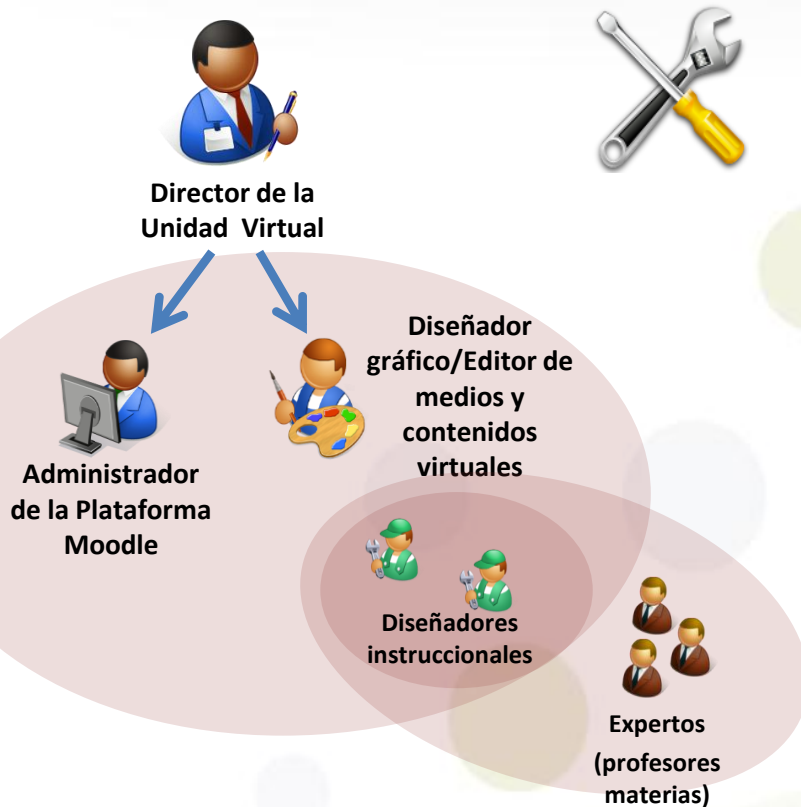 Director de la
Unidad Virtual
Diseñador
gráfico/Editor de
medios y
contenidos
virtuales
Administrador
de la Plataforma
Moodle
Diseñadores
instruccionales
Expertos
(profesores
materias)